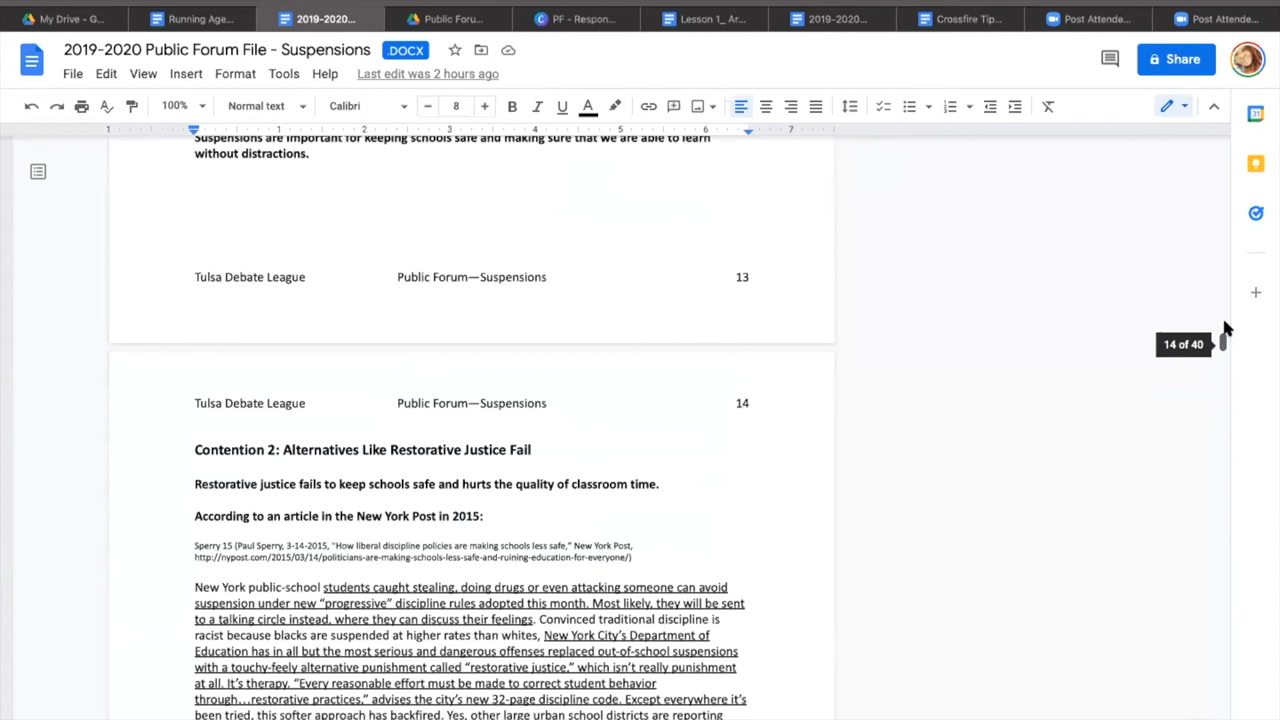 My Drive - G...
Running Age...
2019-2020...
Public Foru...
PF - Respon...
Lesson 1_ Ar...
2019-2020...
Crossfire Tip...
Post Attende...
Post Attende...
2019-2020 Public Forum File - Suspensions .DOCX
Share
File Edit View Insert Format Tools Help Last edit was 2 hours ago
100% Normal text Calibri 8
1 1 2 3 4 5 6 7
Suspensions are important for keeping schools safe and making sure that we are able to learn
without distractions.
Tulsa Debate League Public Forum—Suspensions 13
14 of 40
Tulsa Debate League Public Forum—Suspensions 14
Contention 2: Alternatives Like Restorative Justice Fail
Restorative justice fails to keep schools safe and hurts the quality of classroom time.
According to an article in the New York Post in 2015:
Sperry 15 (Paul Sperry, 3-14-2015, "How liberal discipline policies are making schools less safe," New York Post,
http://nypost.com/2015/03/14/politicians-are-making-schools-less-safe-and-ruining-education-for-everyone/)
New York public-school students caught stealing, doing drugs or even attacking someone can avoid
suspension under new “progressive” discipline rules adopted this month. Most likely, they will be sent
to a talking circle instead, where they can discuss their feelings. Convinced traditional discipline is
racist because blacks are suspended at higher rates than whites, New York City’s Department of
Education has in all but the most serious and dangerous offenses replaced out-of-school suspensions
with a touchy-feely alternative punishment called “restorative justice,” which isn’t really punishment
at all. It’s therapy. “Every reasonable effort must be made to correct student behavior
through…restorative practices,” advises the city’s new 32-page discipline code. Except everywhere it’s
been tried, this softer approach has backfired. Yes, other large urban school districts are reporting